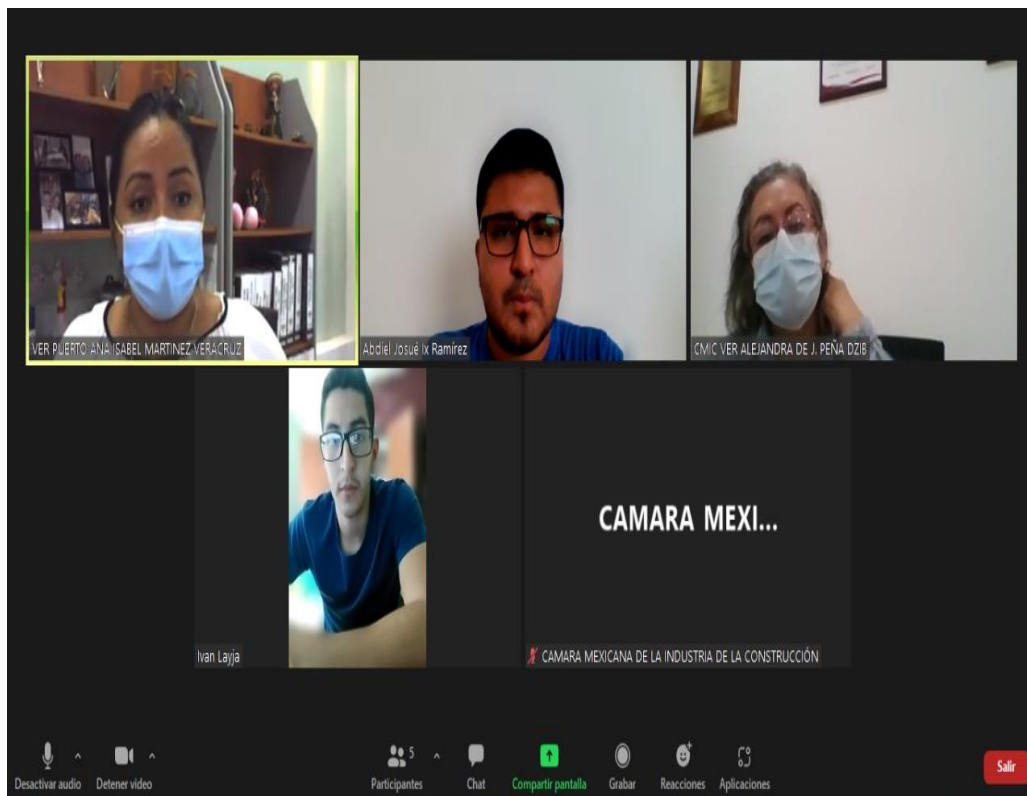 VER PUERTO ANA ISABEL MARTINEZ VERACRUZ
Abdiel Josué Ix Ramírez
CMIC VER ALEJANDRA DE J. PEÑA DZIB
CAMARA MEXI...
Ivan Layja
CAMARA MEXICANA DE LA INDUSTRIA DE LA CONSTRUCCIÓN
5
Desactivar audio
Detener video
Participantes
Chat
Compartir pantalla
Grabar
Reacciones
Aplicaciones
Salir